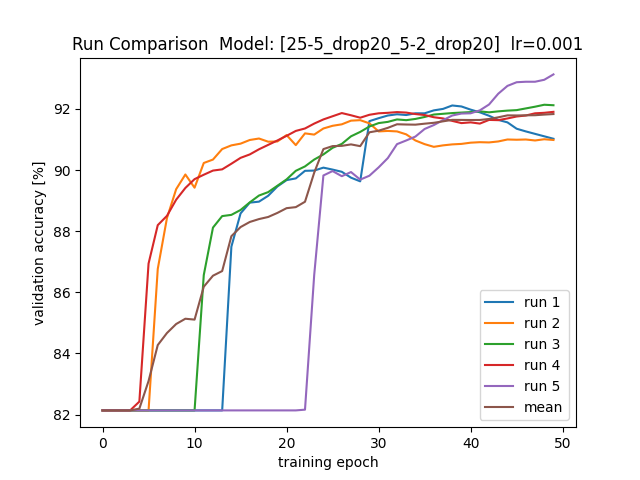 Run Comparison  Model: [25-5_drop20_5-2_drop20]  lr=0.001
validation accuracy [%]
92
90
88
86
84
82
0 10 20 30 40 50
training epoch
run 1
run 2
run 3
run 4
run 5
mean